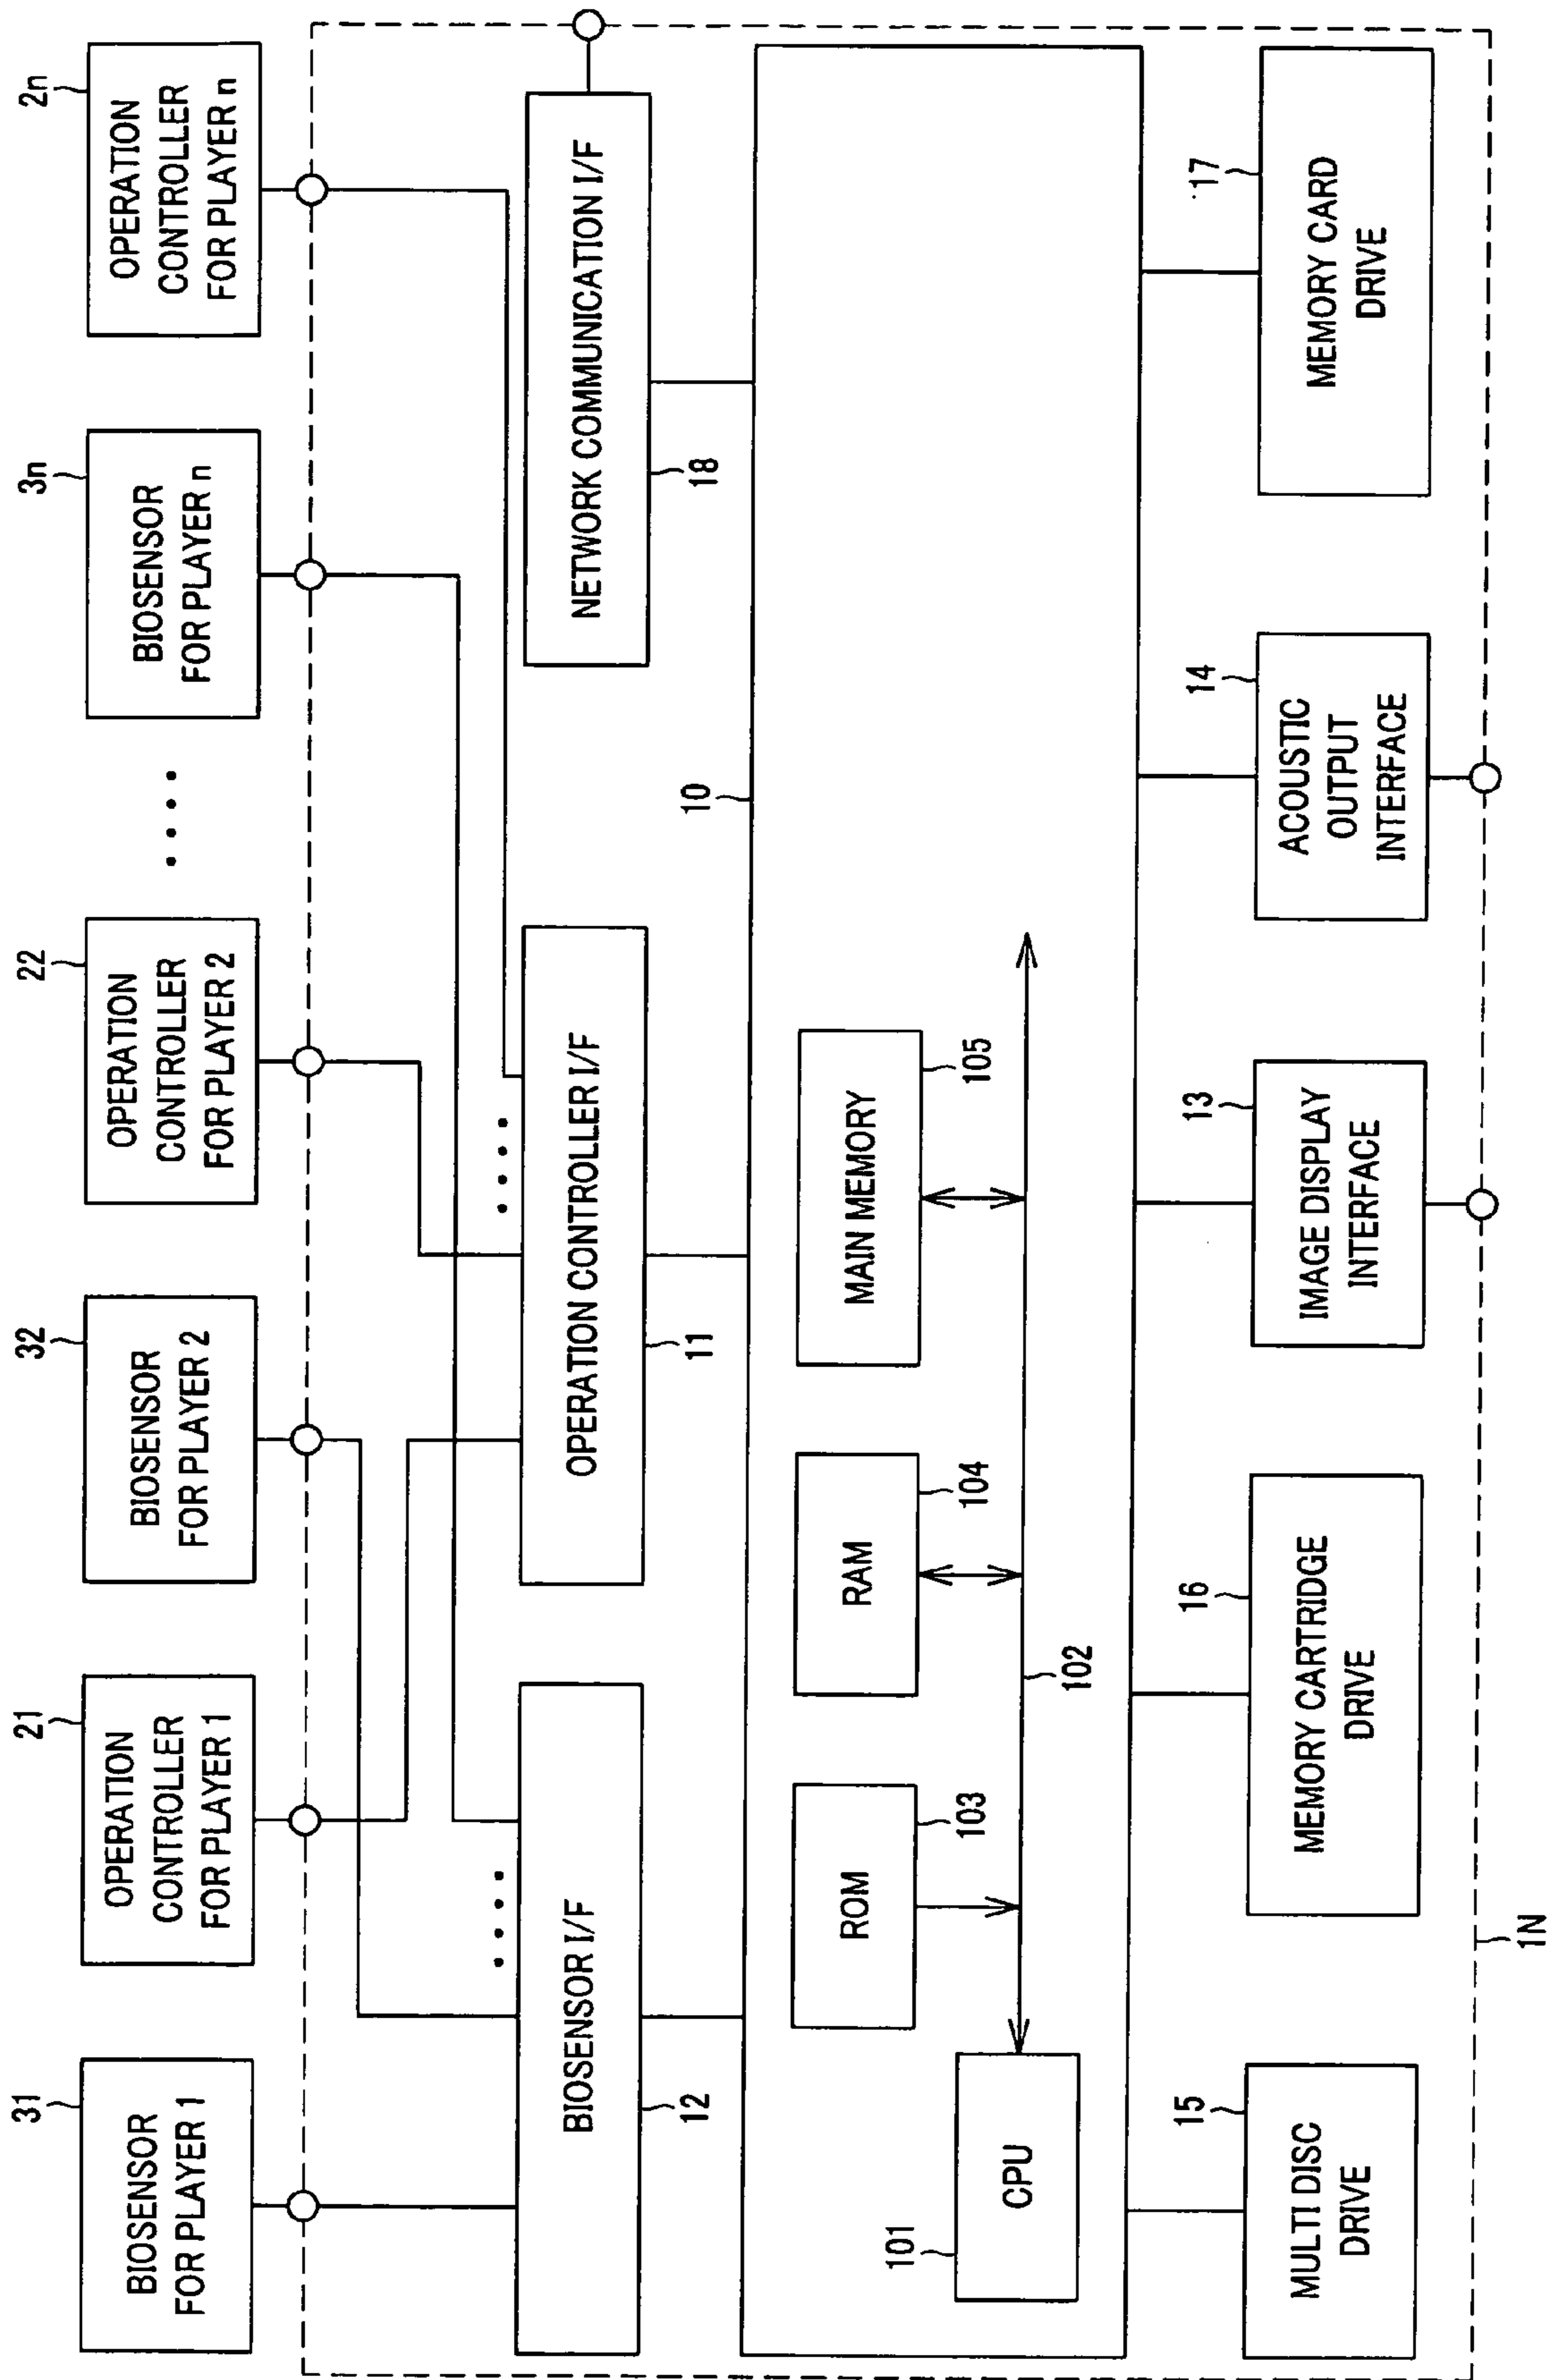 31
BIOSENSOR
FOR PLAYER 1
21
OPERATION
CONTROLLER
FOR PLAYER 1
32
BIOSENSOR
FOR PLAYER 2
22
OPERATION
CONTROLLER
FOR PLAYER 2
3n
BIOSENSOR
FOR PLAYER n
2n
OPERATION
CONTROLLER
FOR PLAYER n
BIOSENSOR I/F
12
OPERATION CONTROLLER I/F
11
NETWORK COMMUNICATION I/F
18
10
ROM
103
RAM
104
MAIN MEMORY
105
101
CPU
102
15
MULTI DISC
DRIVE
16
MEMORY CARTRIDGE
DRIVE
13
IMAGE DISPLAY
INTERFACE
14
ACOUSTIC
OUTPUT
INTERFACE
17
MEMORY CARD
DRIVE
1N